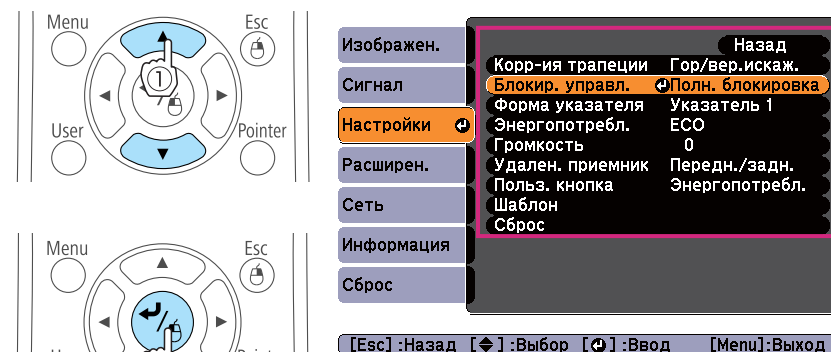 Menu
Esc
①
User
Pointer
Menu
Esc
Изображен.
Сигнал
Настройки
Расширен.
Сеть
Информация
Сброс
Назад
Корр-ия трапеции Гор/вер.искаж.
Блокир. управл. Полн. блокировка
Форма указателя Указатель 1
Энергопотребл. ECO
Громкость 0
Удален. приемник Передн./задн.
Польз. кнопка Энергопотребл.
Шаблон
Сброс
[Esc] :Назад [◆] :Выбор [⏎] :Ввод [Menu]:Выход